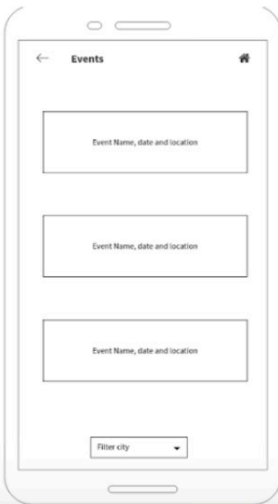 Events
Event Name, date and location
Event Name, date and location
Event Name, date and location
Filter city